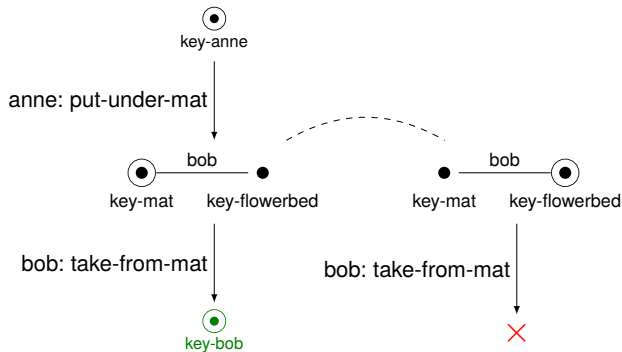 key-anne
anne: put-under-mat
bob
bob
key-mat
key-flowerbed
key-mat
key-flowerbed
bob: take-from-mat
bob: take-from-mat
key-bob